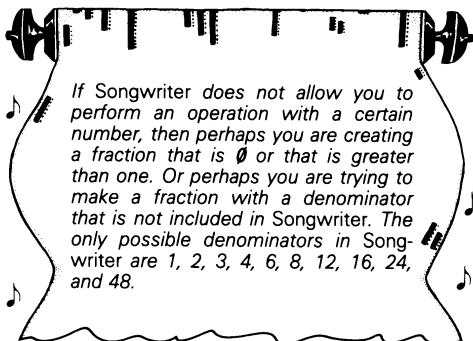 If Songwriter does not allow you to
perform an operation with a certain
number, then perhaps you are creating
a fraction that is 0 or that is greater
than one. Or perhaps you are trying to
make a fraction with a denominator
that is not included in Songwriter. The
only possible denominators in Song-
writer are 1, 2, 3, 4, 6, 8, 12, 16, 24,
and 48.